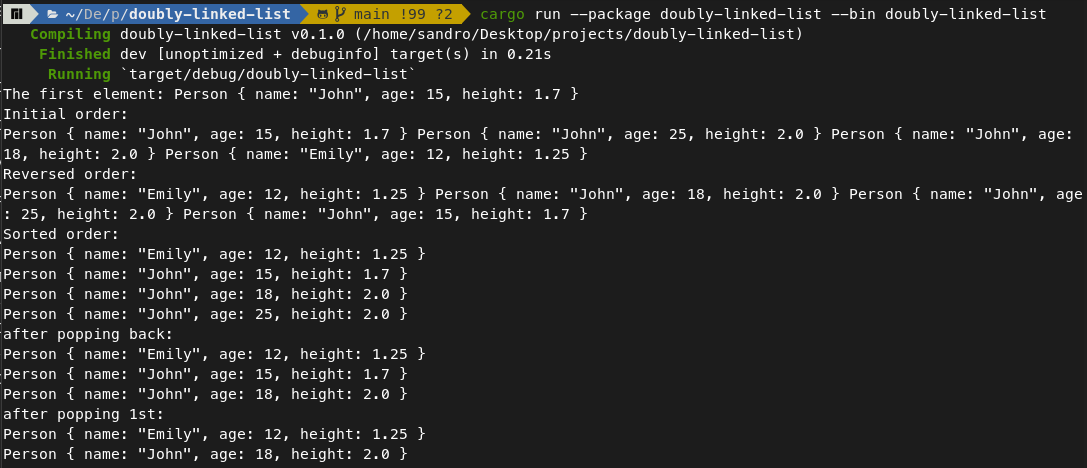 ~/De/p/doubly-linked-list main !99 ?2 cargo run --package doubly-linked-list --bin doubly-linked-list
Compiling doubly-linked-list v0.1.0 (/home/sandro/Desktop/projects/doubly-linked-list)
Finished dev [unoptimized + debuginfo] target(s) in 0.21s
Running `target/debug/doubly-linked-list`
The first element: Person { name: "John", age: 15, height: 1.7 }
Initial order:
Person { name: "John", age: 15, height: 1.7 } Person { name: "John", age: 25, height: 2.0 } Person { name: "John", age:
18, height: 2.0 } Person { name: "Emily", age: 12, height: 1.25 }
Reversed order:
Person { name: "Emily", age: 12, height: 1.25 } Person { name: "John", age: 18, height: 2.0 } Person { name: "John", age
: 25, height: 2.0 } Person { name: "John", age: 15, height: 1.7 }
Sorted order:
Person { name: "Emily", age: 12, height: 1.25 }
Person { name: "John", age: 15, height: 1.7 }
Person { name: "John", age: 18, height: 2.0 }
Person { name: "John", age: 25, height: 2.0 }
after popping back:
Person { name: "Emily", age: 12, height: 1.25 }
Person { name: "John", age: 15, height: 1.7 }
Person { name: "John", age: 18, height: 2.0 }
after popping 1st:
Person { name: "Emily", age: 12, height: 1.25 }
Person { name: "John", age: 18, height: 2.0 }